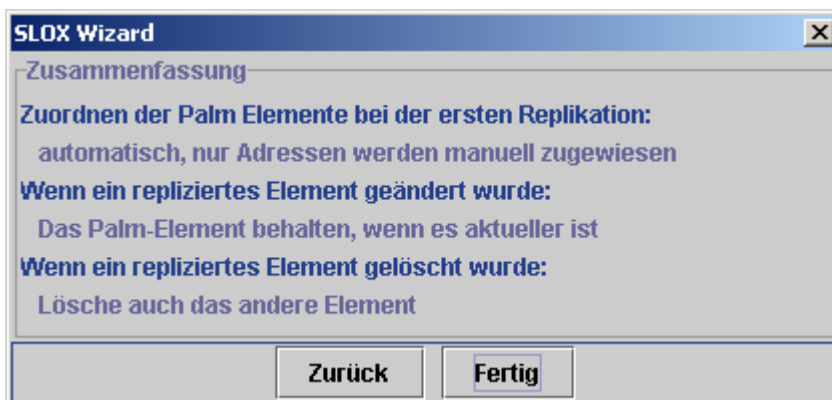 SLOX Wizard
Zusammenfassung
Zuordnen der Palm Elemente bei der ersten Replikation:
automatisch, nur Adressen werden manuell zugewiesen
Wenn ein repliziertes Element geändert wurde:
Das Palm-Element behalten, wenn es aktueller ist
Wenn ein repliziertes Element gelöscht wurde:
Lösche auch das andere Element
Zurück Fertig